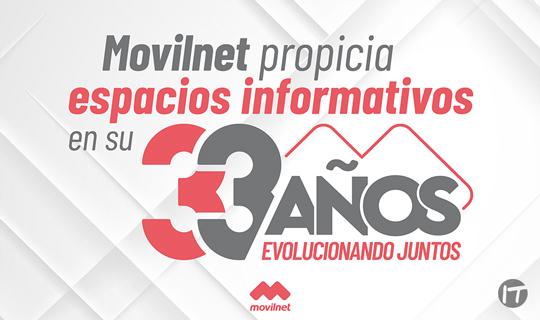 Movilnet propicia
espacios informativos
en su
33 AÑOS
EVOLUCIONANDO JUNTOS
movilnet
IT